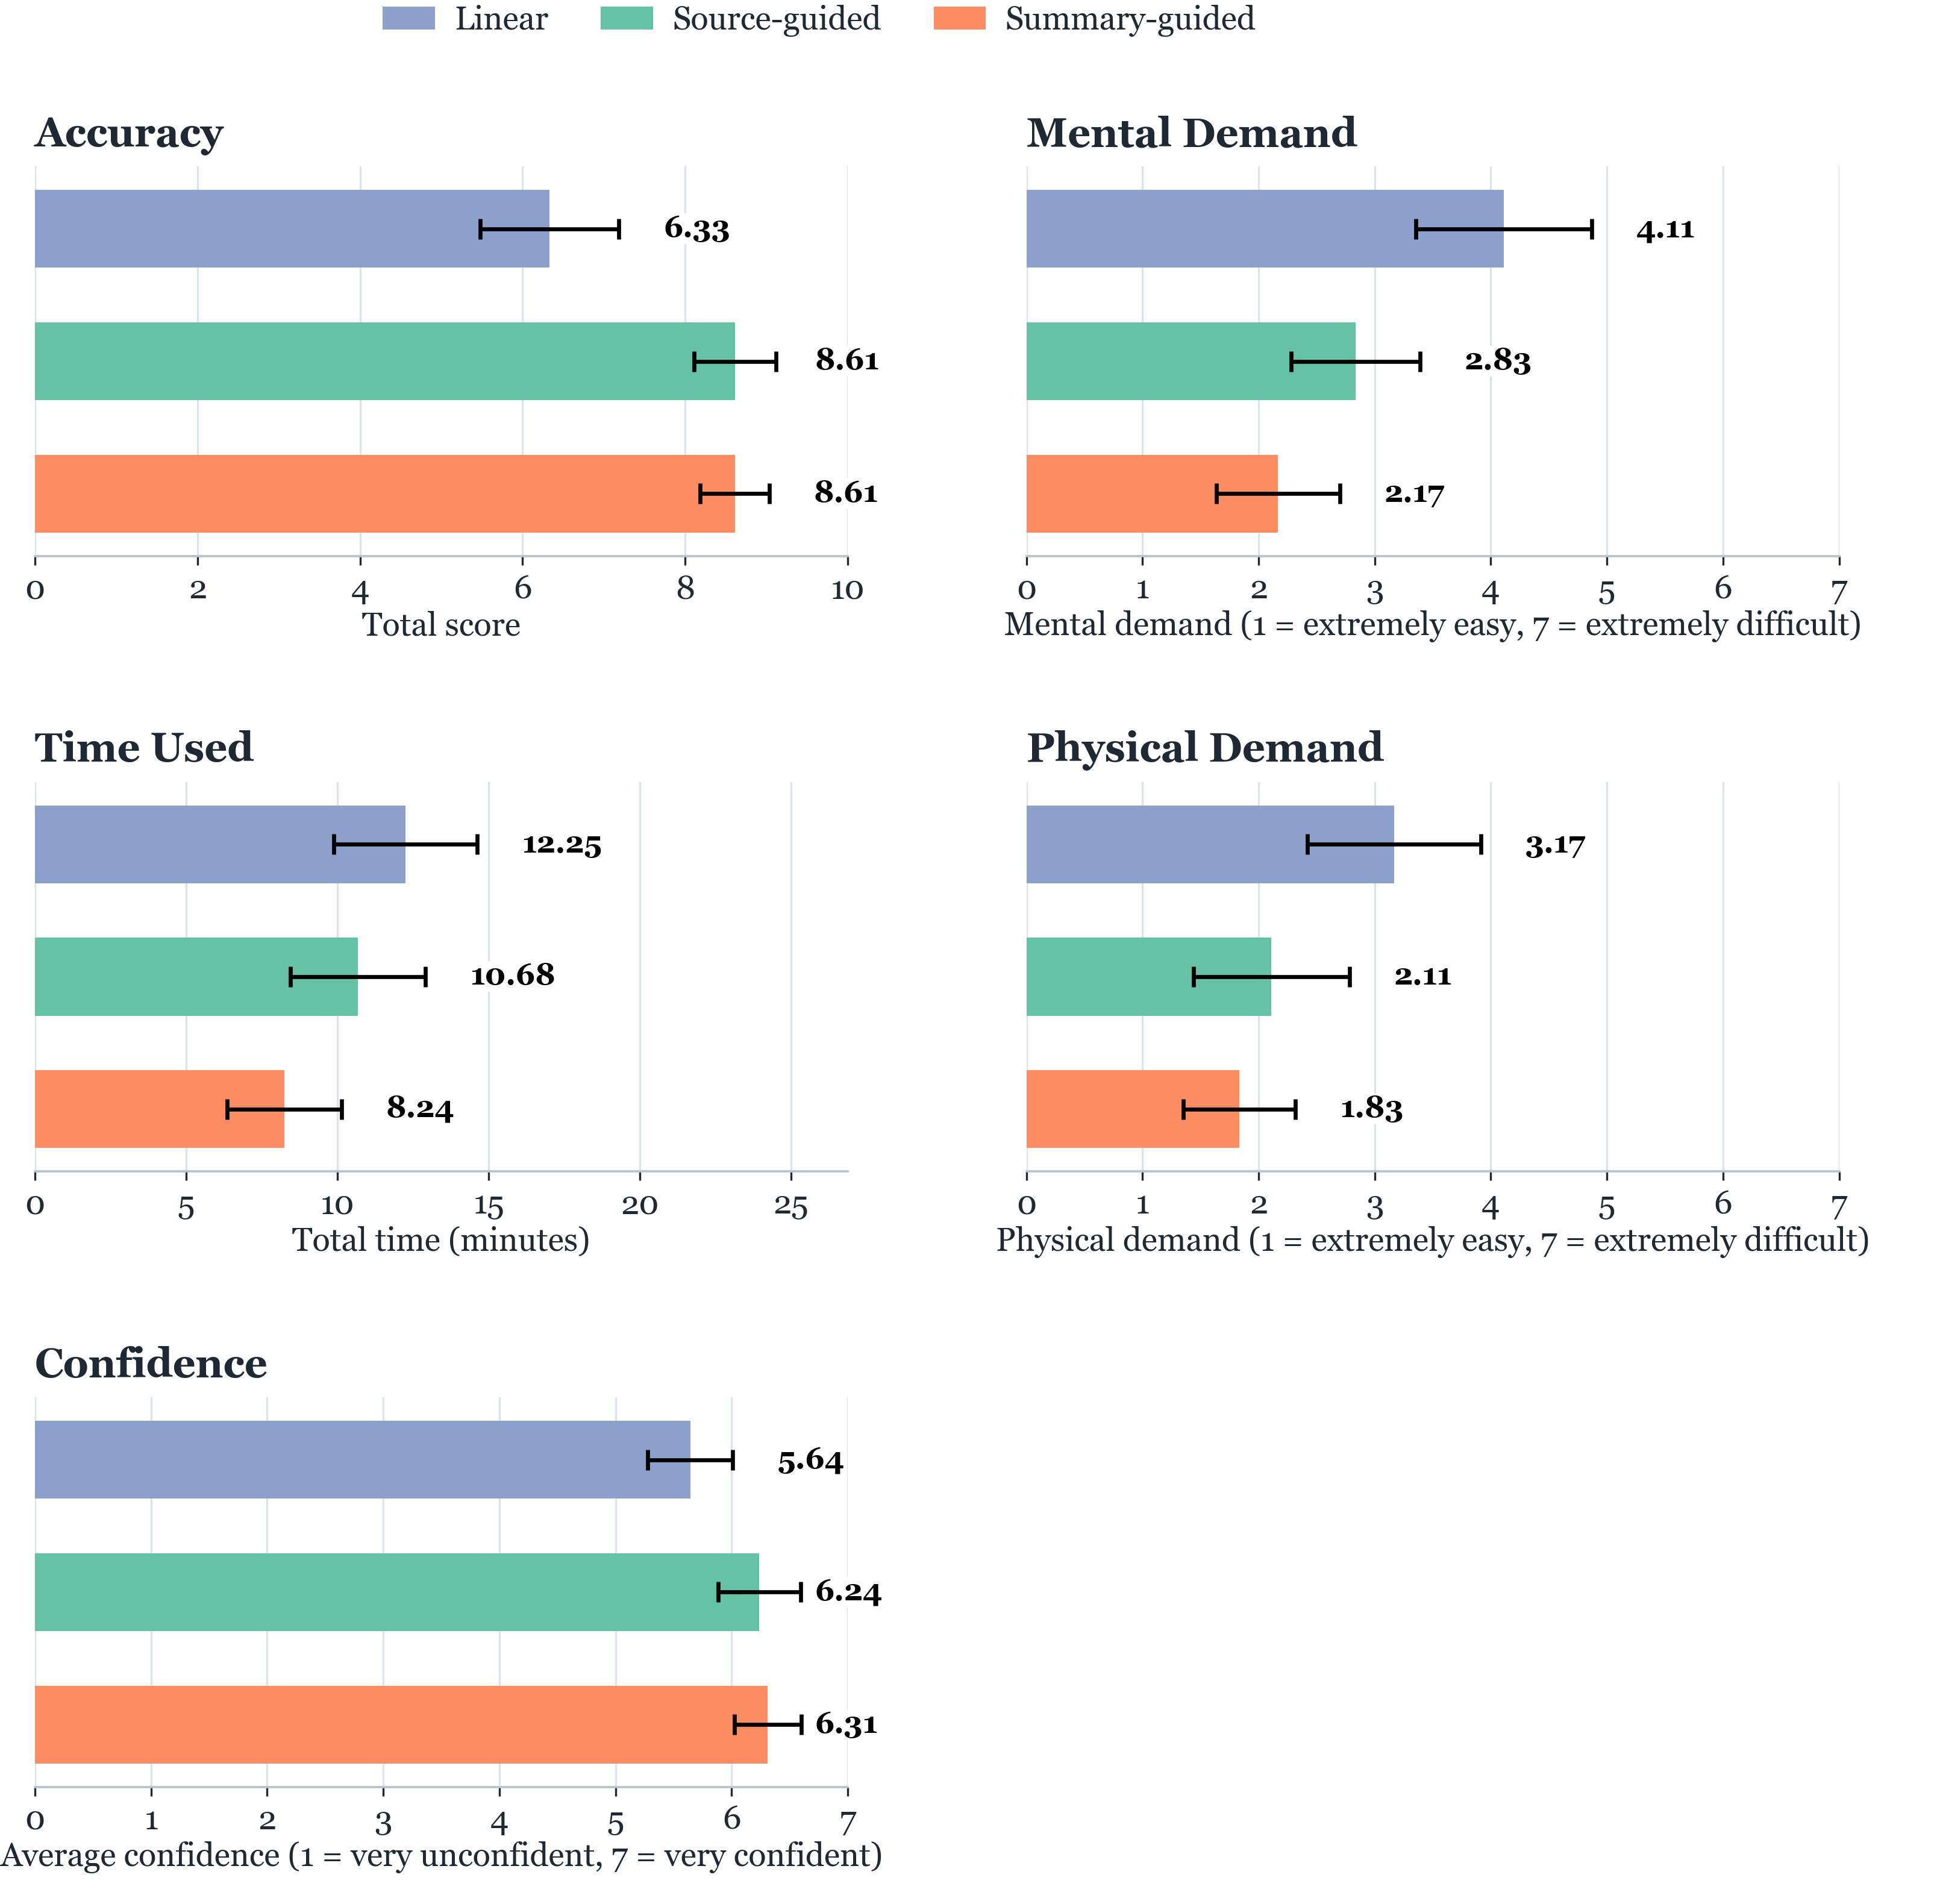 Linear Source-guided Summary-guided
Accuracy
6.33
8.61
8.61
0 2 4 6 8 10
Total score
Mental Demand
4.11
2.83
2.17
0 1 2 3 4 5 6 7
Mental demand (1 = extremely easy, 7 = extremely difficult)
Time Used
12.25
10.68
8.24
0 5 10 15 20 25
Total time (minutes)
Physical Demand
3.17
2.11
1.83
0 1 2 3 4 5 6 7
Physical demand (1 = extremely easy, 7 = extremely difficult)
Confidence
5.64
6.24
6.31
0 1 2 3 4 5 6 7
Average confidence (1 = very unconfident, 7 = very confident)